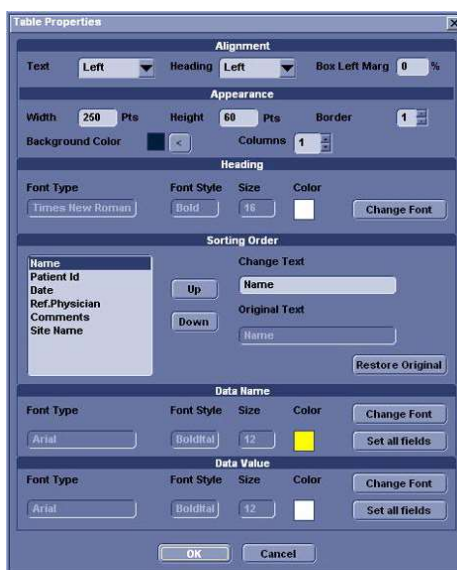 Table Properties
Alignment
Text Left Heading Left Box Left Marg 0 %
Appearance
Width 250 Pts Height 60 Pts Border 1
Background Color < Columns 1
Heading
Font Type Font Style Size Color
Times New Roman Bold 16 Change Font
Sorting Order
Name
Patient Id
Date
Ref.Physician
Comments
Site Name
Up
Down
Change Text
Name
Original Text
Name
Restore Original
Data Name
Font Type Font Style Size Color Change Font
Arial BoldItal 12 Set all fields
Data Value
Font Type Font Style Size Color Change Font
Arial BoldItal 12 Set all fields
OK Cancel